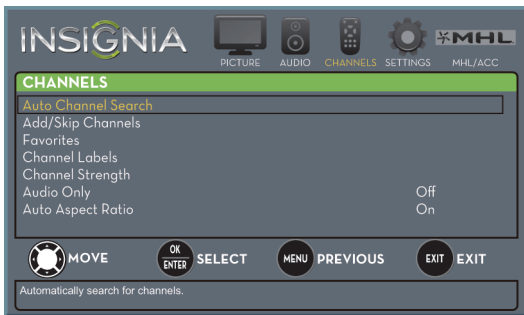 INSIGNIA
PICTURE AUDIO CHANNELS SETTINGS MHL MHL/ACC
CHANNELS
Auto Channel Search
Add/Skip Channels
Favorites
Channel Labels
Channel Strength
Audio Only Off
Auto Aspect Ratio On
MOVE OK ENTER SELECT MENU PREVIOUS EXIT EXIT
Automatically search for channels.